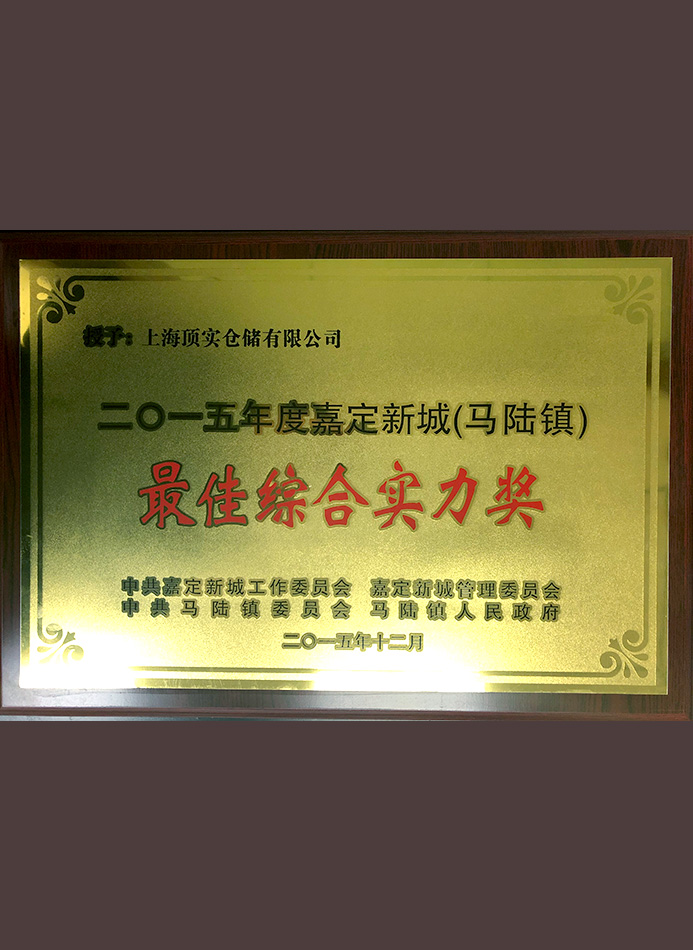 授予：上海顶实仓储有限公司
二〇一五年度嘉定新城(马陆镇)
最佳综合实力奖
中共嘉定新城工作委员会 嘉定新城管理委员会
中共马陆镇委员会 马陆镇人民政府
二〇一五年十二月